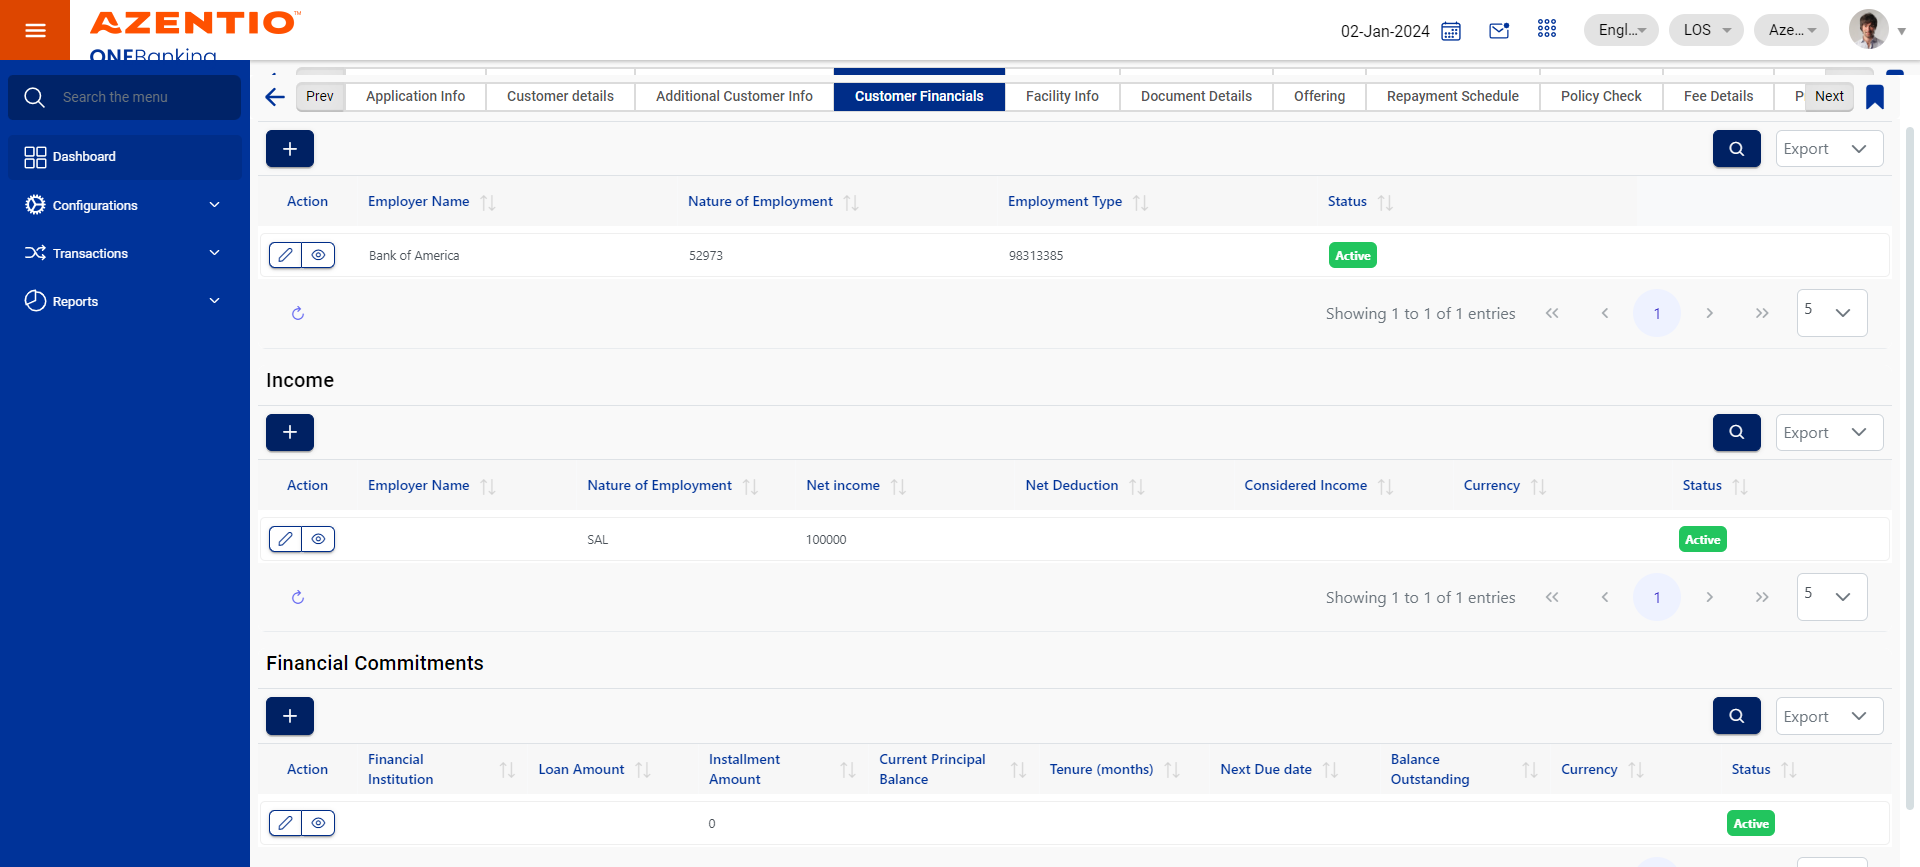 AZENTIO™
ONEBanking
02-Jan-2024
Engl...
LOS
Aze...
Search the menu
Dashboard
Configurations
Transactions
Reports
Prev
Application Info
Customer details
Additional Customer Info
Customer Financials
Facility Info
Document Details
Offering
Repayment Schedule
Policy Check
Fee Details
P
Next
Export
Action
Employer Name
Nature of Employment
Employment Type
Status
Bank of America
52973
98313385
Active
Showing 1 to 1 of 1 entries
1
5
Income
Export
Action
Employer Name
Nature of Employment
Net income
Net Deduction
Considered Income
Currency
Status
SAL
100000
Active
Showing 1 to 1 of 1 entries
1
5
Financial Commitments
Export
Action
Financial
Institution
Loan Amount
Installment
Amount
Current Principal
Balance
Tenure (months)
Next Due date
Balance
Outstanding
Currency
Status
0
Active